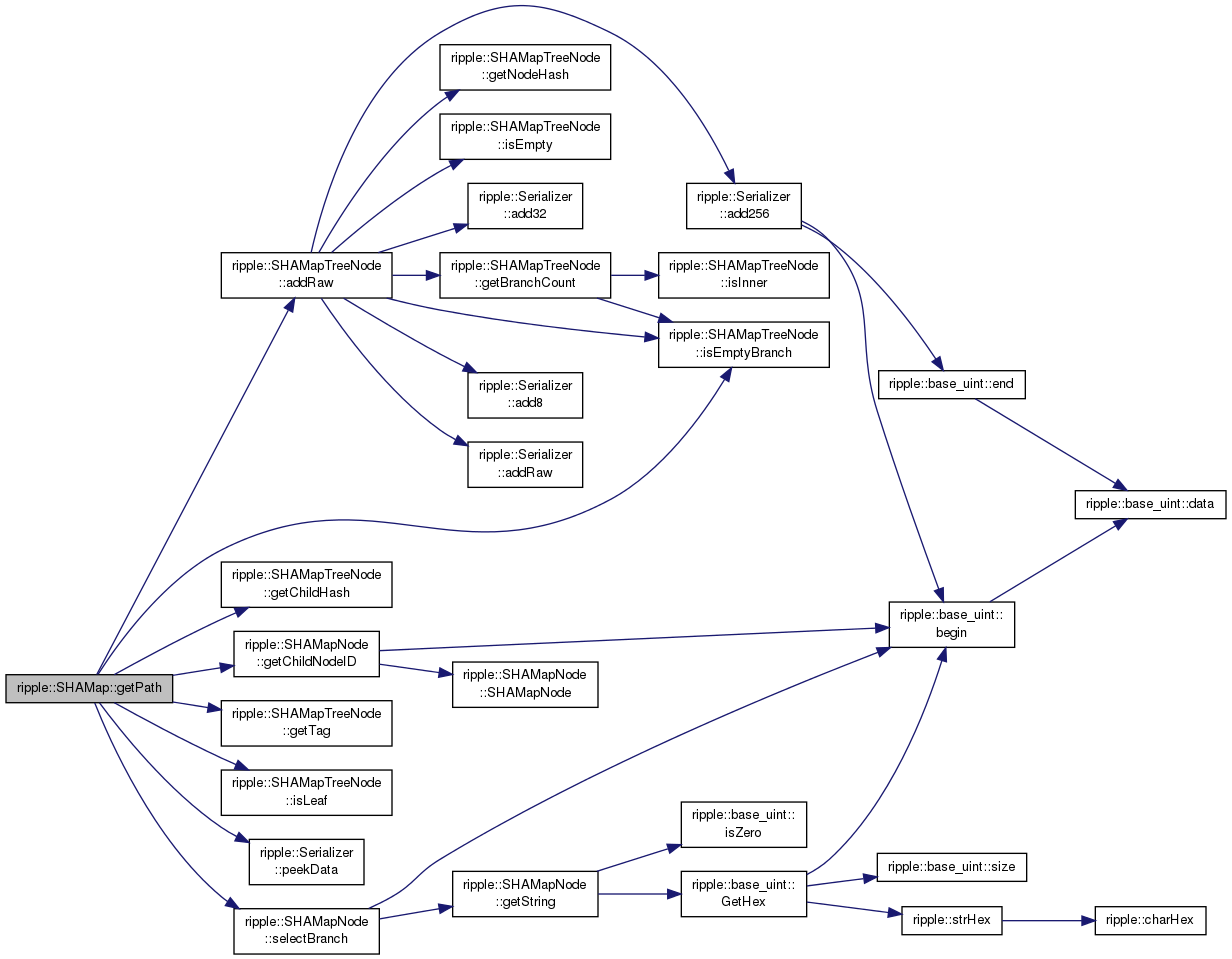 ripple::SHAMapTreeNode
::getNodeHash
ripple::SHAMapTreeNode
::isEmpty
ripple::Serializer
::add32
ripple::Serializer
::add256
ripple::SHAMapTreeNode
::addRaw
ripple::SHAMapTreeNode
::getBranchCount
ripple::SHAMapTreeNode
::isInner
ripple::SHAMapTreeNode
::isEmptyBranch
ripple::Serializer
::add8
ripple::base_uint::end
ripple::Serializer
::addRaw
ripple::base_uint::data
ripple::SHAMapTreeNode
::getChildHash
ripple::base_uint::
begin
ripple::SHAMapNode
::getChildNodeID
ripple::SHAMapNode
::SHAMapNode
ripple::SHAMap::getPath
ripple::SHAMapTreeNode
::getTag
ripple::SHAMapTreeNode
::isLeaf
ripple::base_uint::
isZero
ripple::Serializer
::peekData
ripple::base_uint::size
ripple::SHAMapNode
::getString
ripple::base_uint::
GetHex
ripple::SHAMapNode
::selectBranch
ripple::strHex
ripple::charHex